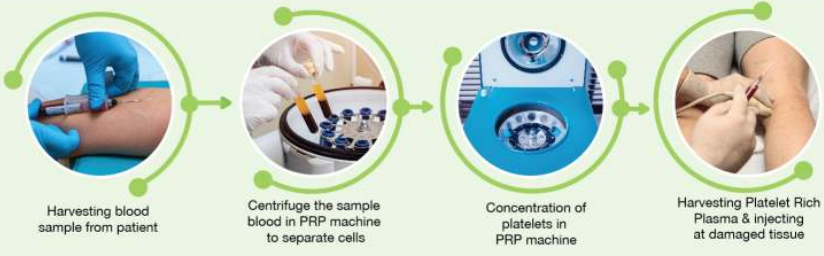 Harvesting blood
sample from patient
Centrifuge the sample
blood in PRP machine
to separate cells
Concentration of
platelets in
PRP machine
Harvesting Platelet Rich
Plasma & injecting
at damaged tissue